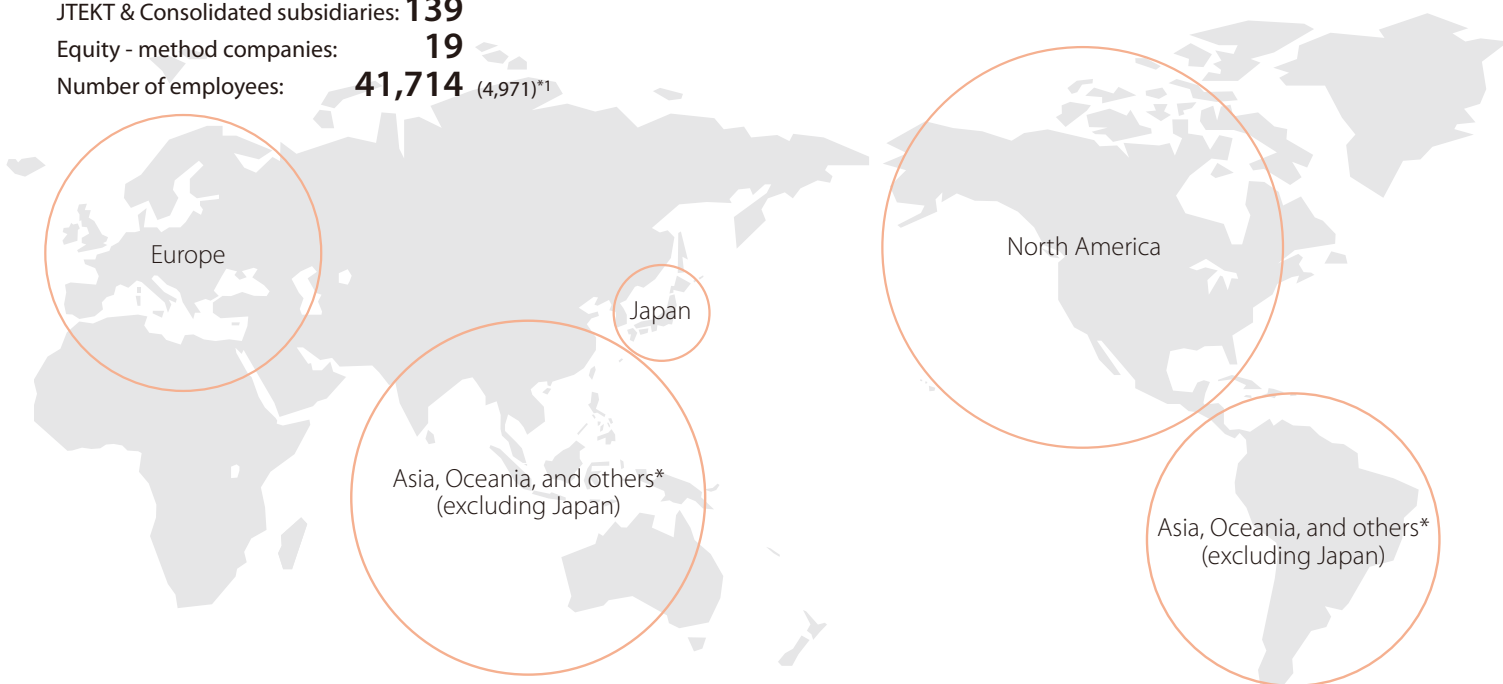 JTEKT & Consolidated subsidiaries: 139
Equity - method companies: 19
Number of employees: 41,714 (4,971)*1
Europe
North America
Japan
Asia, Oceania, and others*
(excluding Japan)
Asia, Oceania, and others*
(excluding Japan)